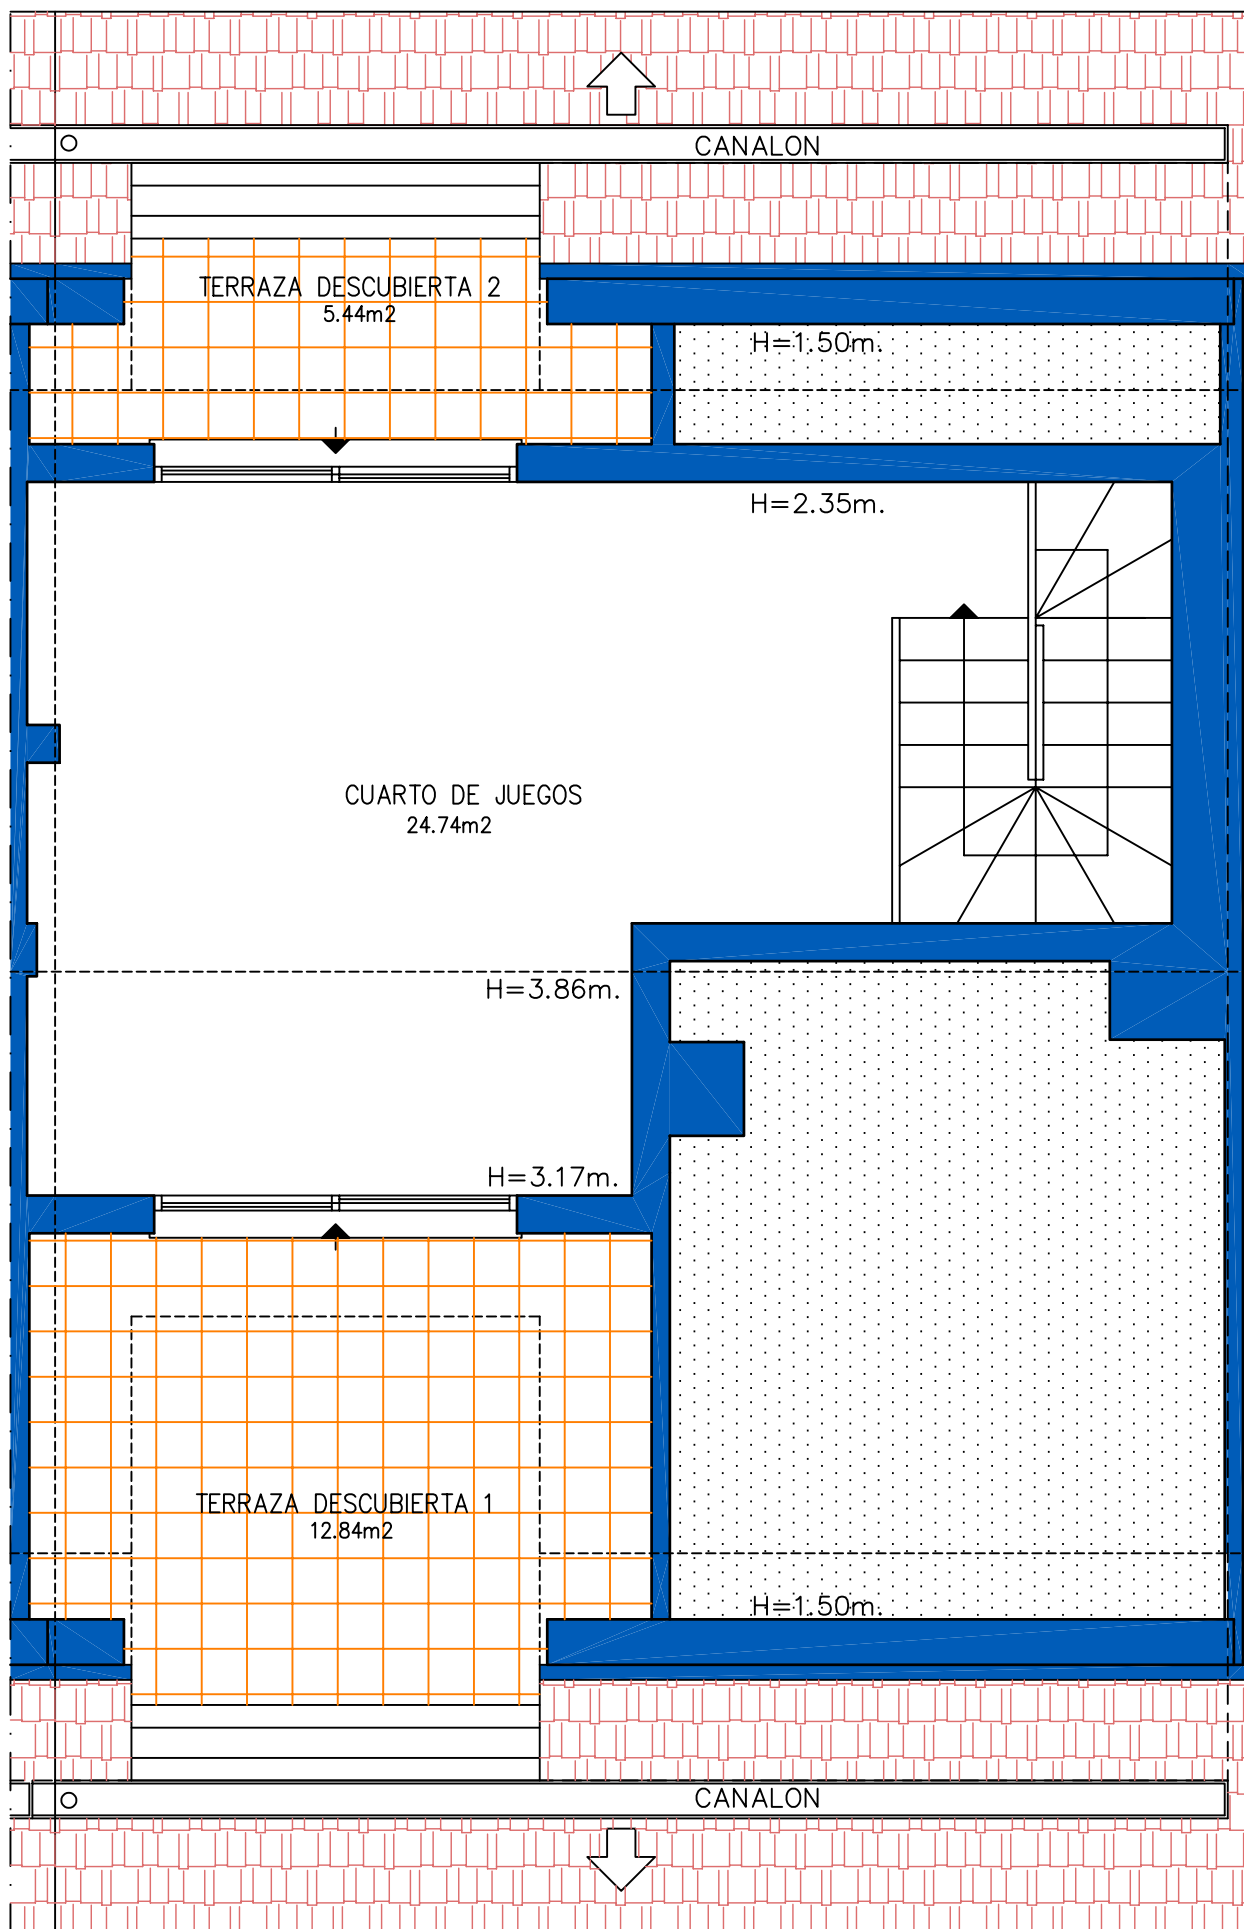 CANALON
TERRAZA DESCUBIERTA 2
5.44m2
H=1.50m.
H=2.35m.
CUARTO DE JUEGOS
24.74m2
H=3.86m.
H=3.17m.
TERRAZA DESCUBIERTA 1
12.84m2
H=1.50m.
CANALON